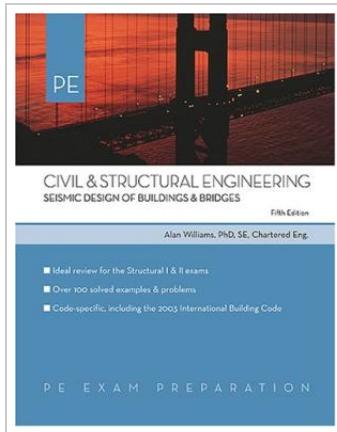 PE
CIVIL & STRUCTURAL ENGINEERING
SEISMIC DESIGN OF BUILDINGS & BRIDGES
Fifth Edition
Alan Williams, PhD, SE, Chartered Eng.
■ Ideal review for the Structural I & II exams
■ Over 100 solved examples & problems
■ Code-specific, including the 2003 International Building Code
PE EXAM PREPARATION